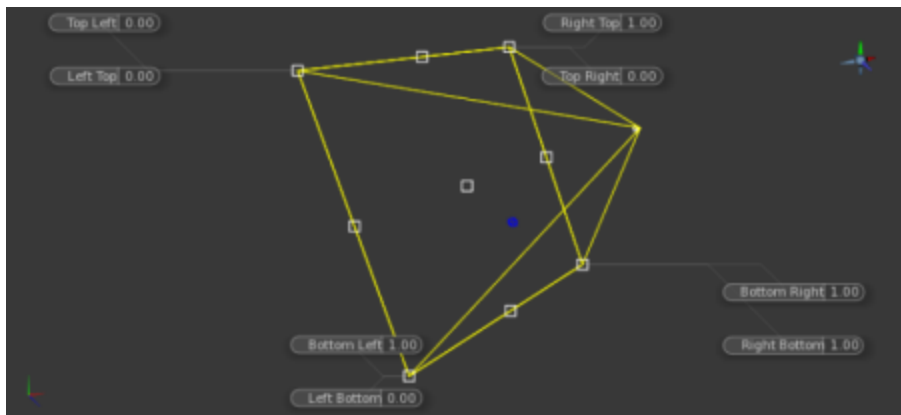 Top Left 0.00
Right Top 1.00
Left Top 0.00
Top Right 0.00
Bottom Right 1.00
Bottom Left 1.00
Right Bottom 1.00
Left Bottom 0.00